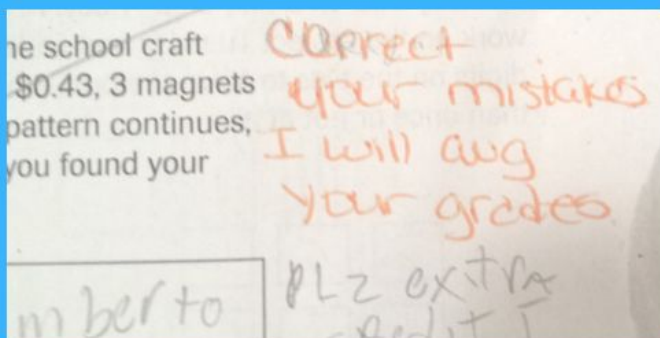 he school craft
$0.43, 3 magnets
pattern continues,
you found your
Correct
your mistakes
I will avg
your grades
mber to
PLZ extrA
credit I